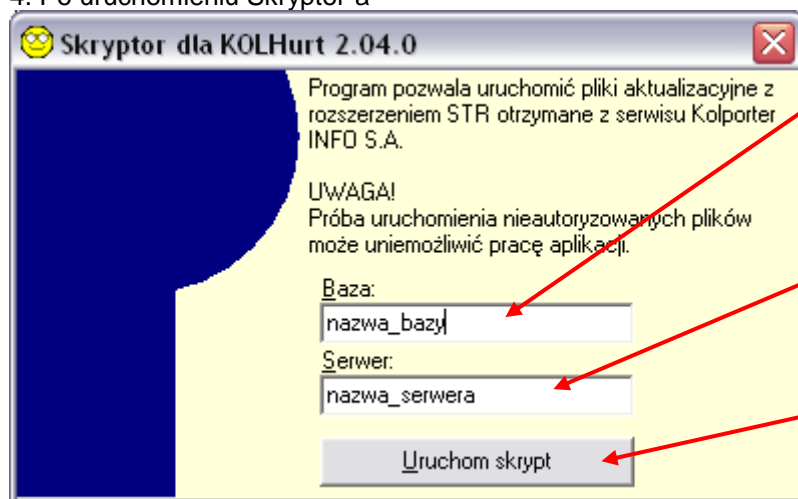 4. Po uruchomieniu Skryptor'a
Skryptor dla KOLHurt 2.04.0
Program pozwala uruchomić pliki aktualizacyjne z
rozszerzeniem STR otrzymane z serwisu Kolporter
INFO S.A.
UWAGA!
Próba uruchomienia nieautoryzowanych plików
może uniemożliwić pracę aplikacji.
Baza:
nazwa_bazy
Serwer:
nazwa_serwera
Uruchom skrypt